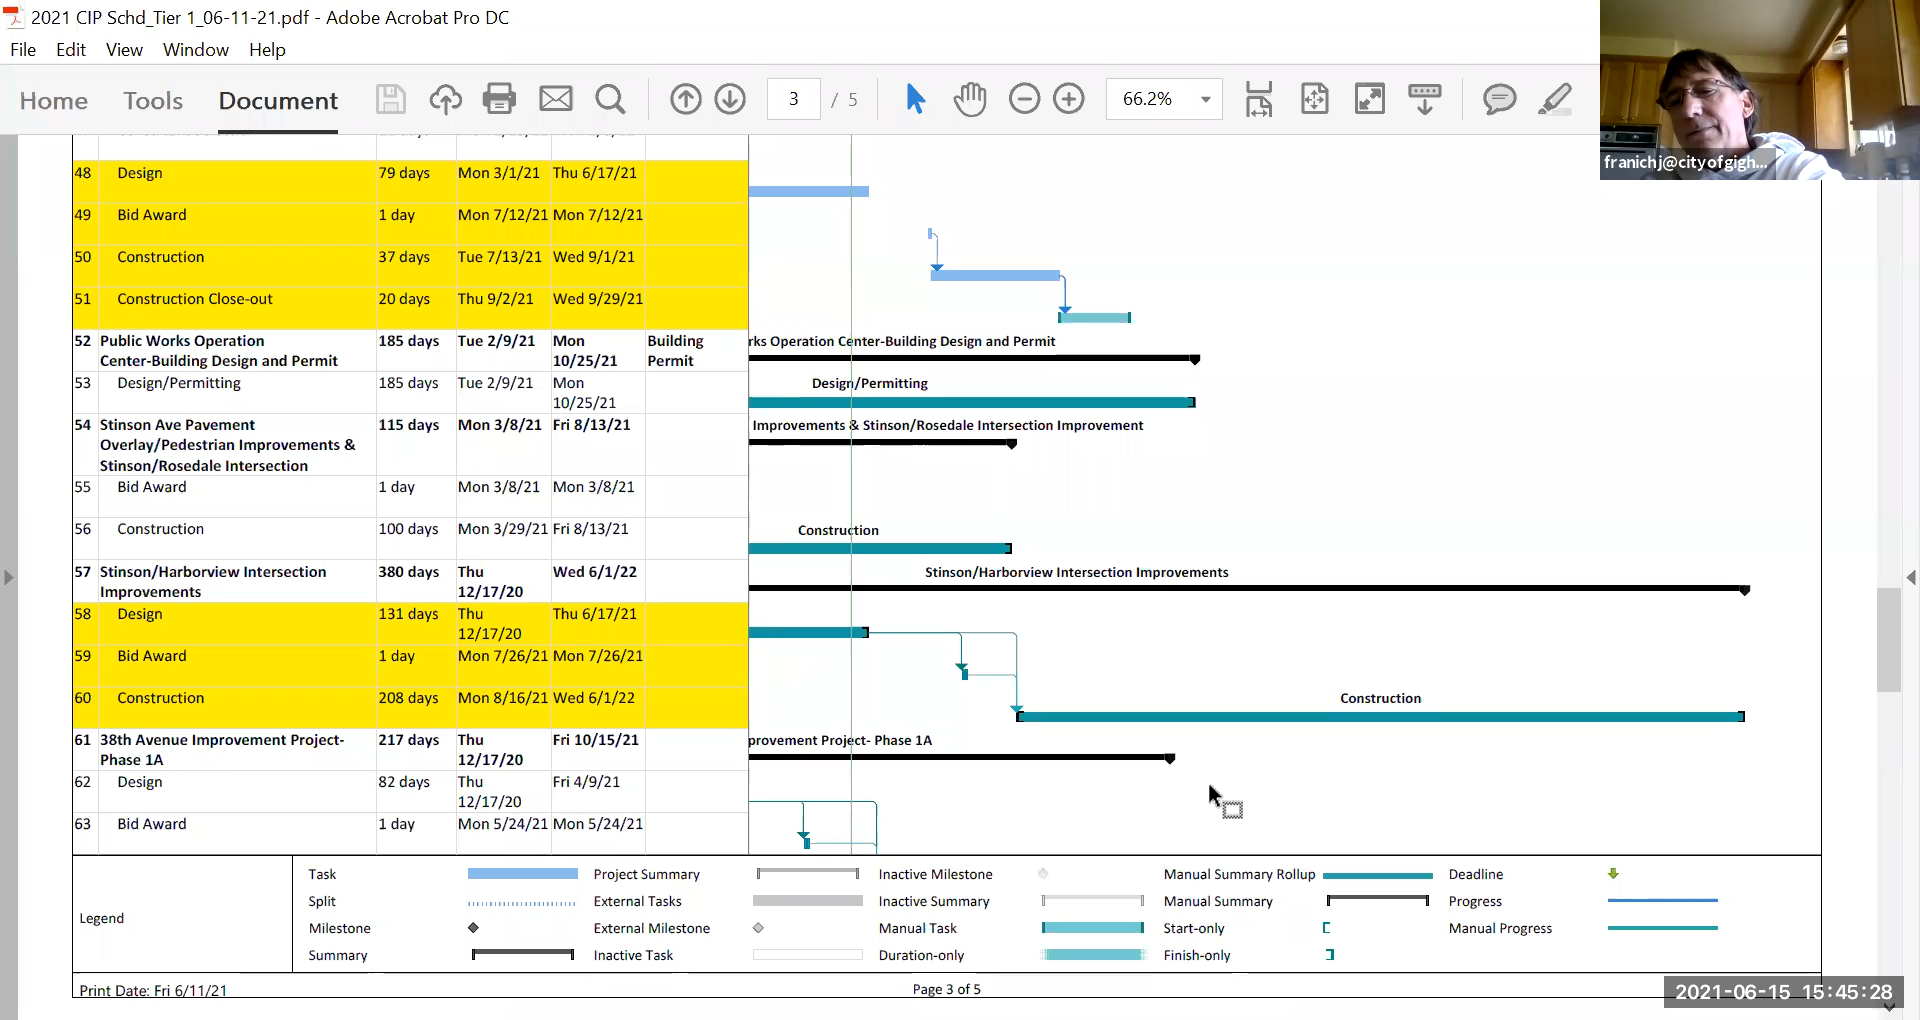 2021 CIP Schd_Tier 1_06-11-21.pdf - Adobe Acrobat Pro DC
File Edit View Window Help
Home Tools Document 3 / 5 66.2%
franichj@cityofgigh...
48 Design 79 days Mon 3/1/21 Thu 6/17/21
49 Bid Award 1 day Mon 7/12/21 Mon 7/12/21
50 Construction 37 days Tue 7/13/21 Wed 9/1/21
51 Construction Close-out 20 days Thu 9/2/21 Wed 9/29/21
52 Public Works Operation 185 days Tue 2/9/21 Mon Building rks Operation Center-Building Design and Permit
Center-Building Design and Permit 10/25/21 Permit
53 Design/Permitting 185 days Tue 2/9/21 Mon Design/Permitting
10/25/21
54 Stinson Ave Pavement 115 days Mon 3/8/21 Fri 8/13/21 Improvements & Stinson/Rosedale Intersection Improvement
Overlay/Pedestrian Improvements &
Stinson/Rosedale Intersection
55 Bid Award 1 day Mon 3/8/21 Mon 3/8/21
56 Construction 100 days Mon 3/29/21 Fri 8/13/21 Construction
57 Stinson/Harborview Intersection 380 days Thu Wed 6/1/22 Stinson/Harborview Intersection Improvements
Improvements 12/17/20
58 Design 131 days Thu Thu 6/17/21
12/17/20
59 Bid Award 1 day Mon 7/26/21 Mon 7/26/21
60 Construction 208 days Mon 8/16/21 Wed 6/1/22 Construction
61 38th Avenue Improvement Project- 217 days Thu Fri 10/15/21 provement Project- Phase 1A
Phase 1A 12/17/20
62 Design 82 days Thu Fri 4/9/21
12/17/20
63 Bid Award 1 day Mon 5/24/21 Mon 5/24/21
Legend
Task Project Summary Inactive Milestone Manual Summary Rollup Deadline
Split External Tasks Inactive Summary Manual Summary Progress
Milestone External Milestone Manual Task Start-only Manual Progress
Summary Inactive Task Duration-only Finish-only
Print Date: Fri 6/11/21 Page 3 of 5
2021-06-15 15:45:28